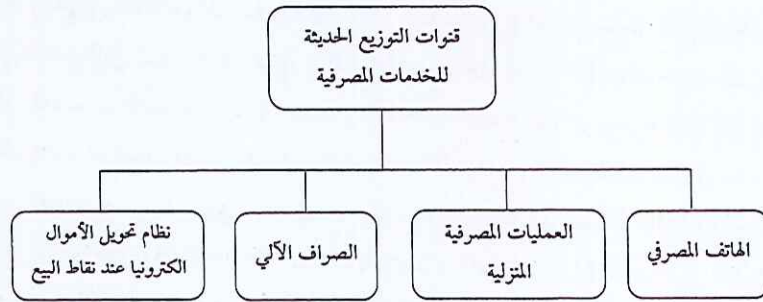 قنوات التوزيع الحديثة
للخدمات المصرفية
الهاتف المصرفي
العمليات المصرفية
المنزلية
الصراف الآلي
نظام تحويل الأموال
الكترونيا عند نقاط البيع